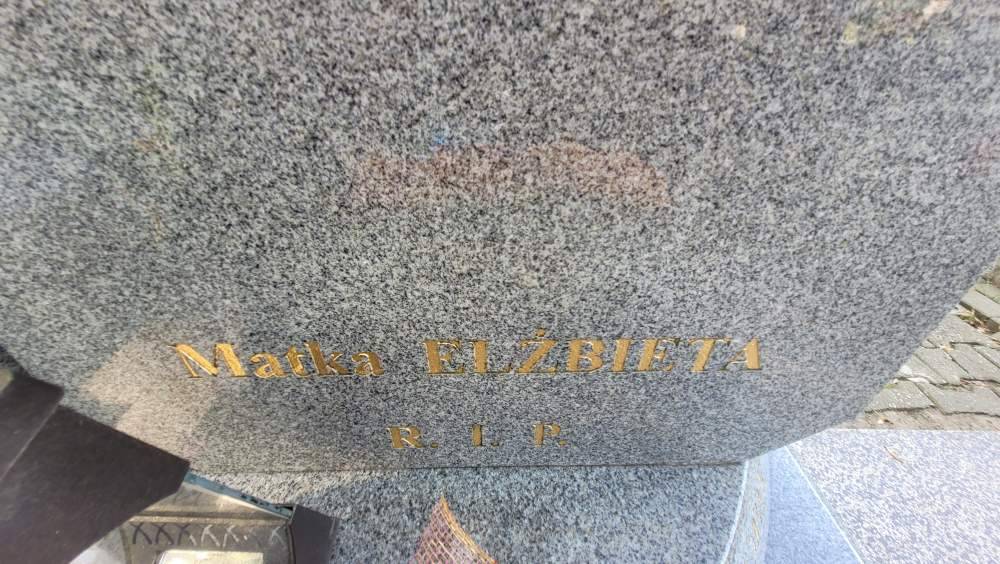 Matka ELŻBIETA
R. I. P.